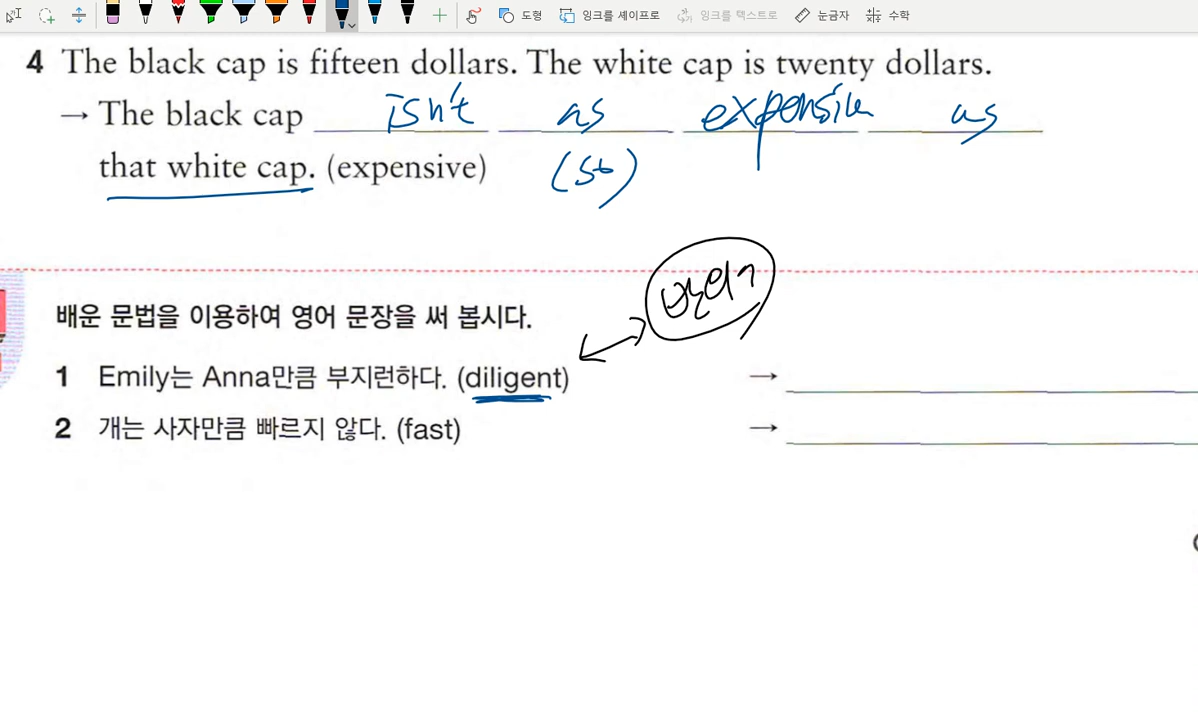 도형 잉크를 셰이프로 잉크를 텍스트로 눈금자 수학
4 The black cap is fifteen dollars. The white cap is twenty dollars.
→ The black cap isn't as expensive as
that white cap. (expensive) (so)
반의어
배운 문법을 이용하여 영어 문장을 써 봅시다.
1 Emily는 Anna만큼 부지런하다. (diligent) →
2 개는 사자만큼 빠르지 않다. (fast) →